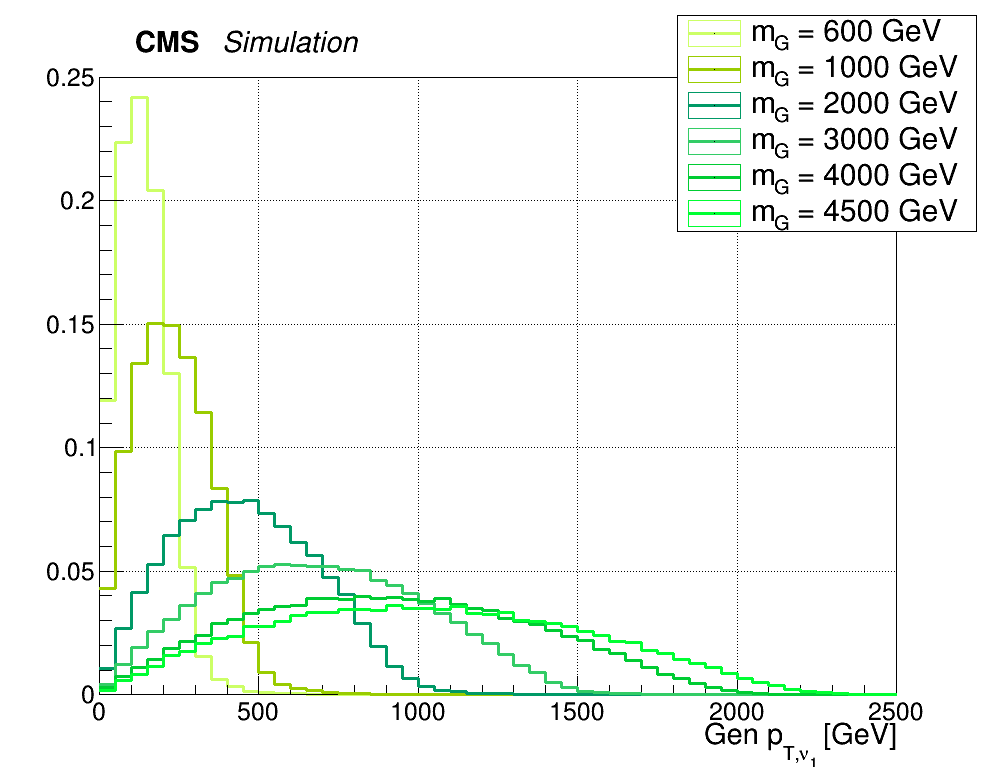 CMS Simulation
m_G = 600 GeV
m_G = 1000 GeV
m_G = 2000 GeV
m_G = 3000 GeV
m_G = 4000 GeV
m_G = 4500 GeV
0.25
0.2
0.15
0.1
0.05
0
0 500 1000 1500 2000 2500
Gen p_T,ν_1 [GeV]